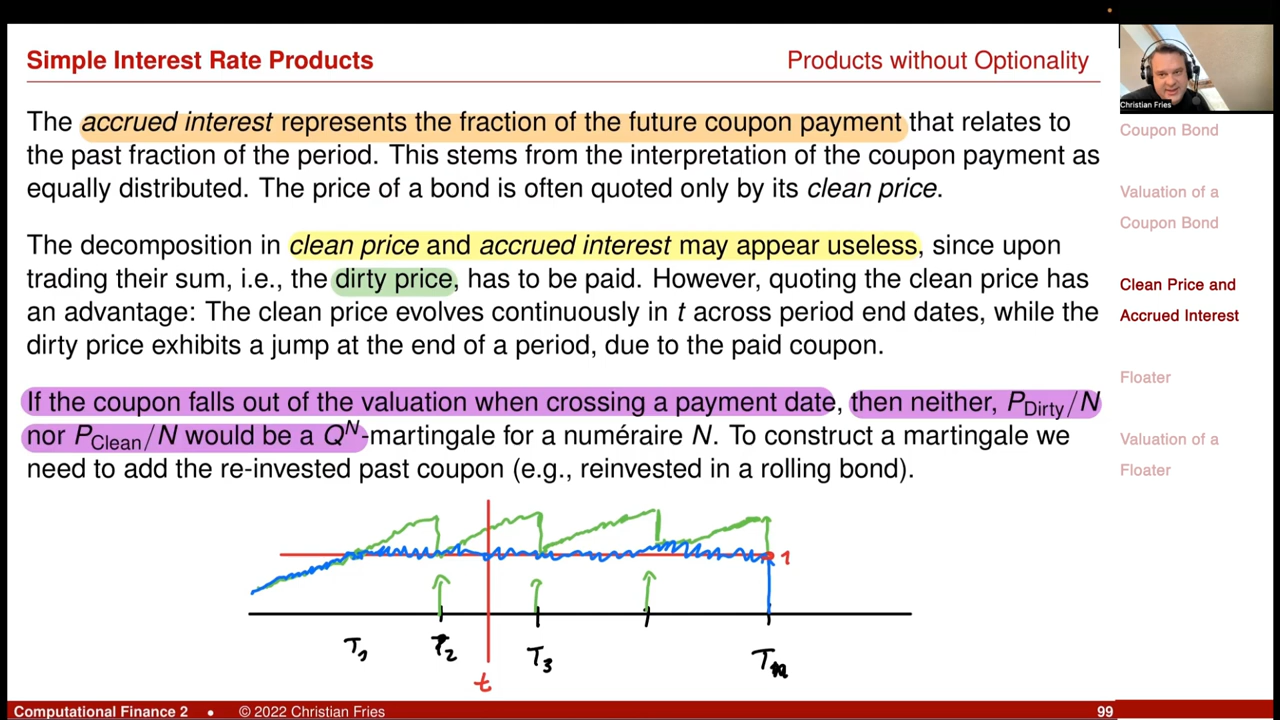 Simple Interest Rate Products
Products without Optionality
The accrued interest represents the fraction of the future coupon payment that relates to
the past fraction of the period. This stems from the interpretation of the coupon payment as
equally distributed. The price of a bond is often quoted only by its clean price.
The decomposition in clean price and accrued interest may appear useless, since upon
trading their sum, i.e., the dirty price, has to be paid. However, quoting the clean price has
an advantage: The clean price evolves continuously in t across period end dates, while the
dirty price exhibits a jump at the end of a period, due to the paid coupon.
If the coupon falls out of the valuation when crossing a payment date, then neither, P_Dirty/N
nor P_Clean/N would be a Q^N-martingale for a numéraire N. To construct a martingale we
need to add the re-invested past coupon (e.g., reinvested in a rolling bond).
1
T_1
T_2
t
T_3
T_n
Christian Fries
Coupon Bond
Valuation of a
Coupon Bond
Clean Price and
Accrued Interest
Floater
Valuation of a
Floater
Computational Finance 2 • © 2022 Christian Fries
99